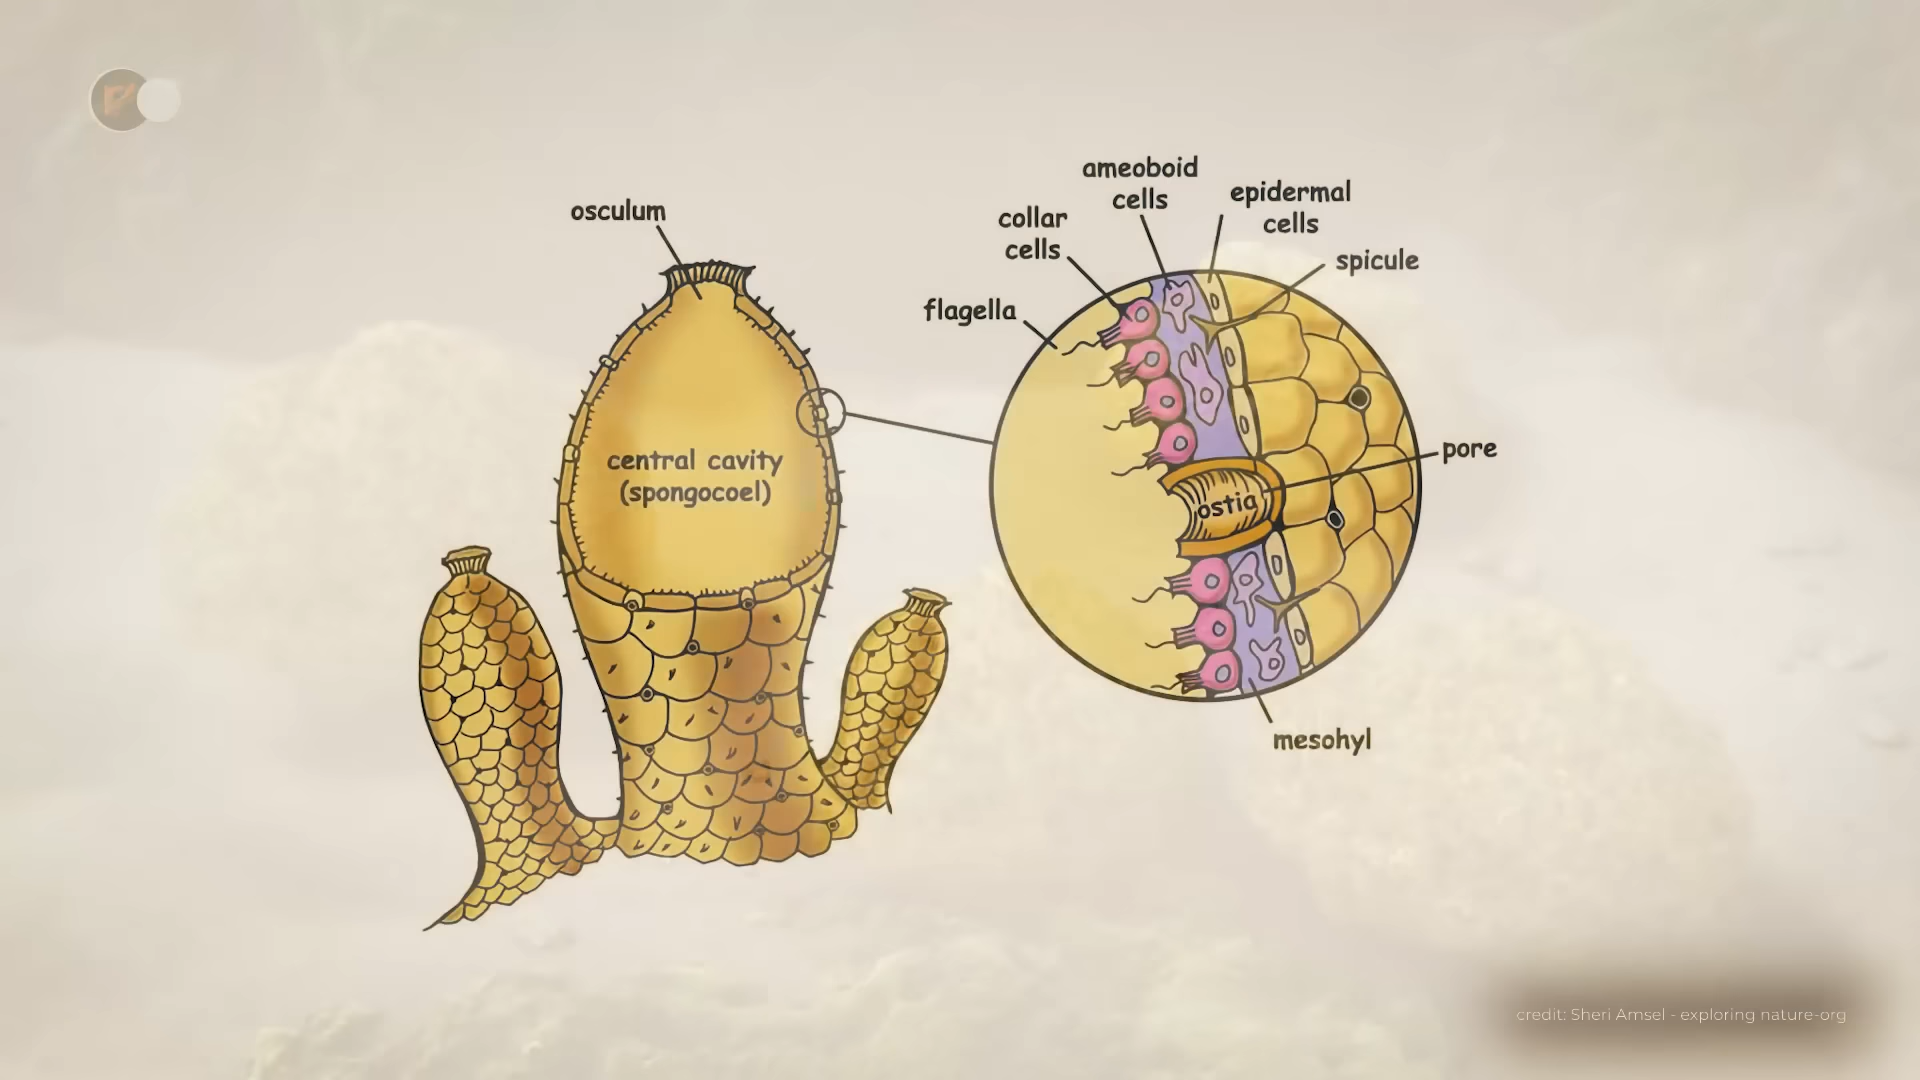 osculum
central cavity
(spongocoel)
ameoboid
cells
epidermal
cells
collar
cells
spicule
flagella
pore
ostia
mesohyl
credit: Sheri Amsel - exploring nature-org